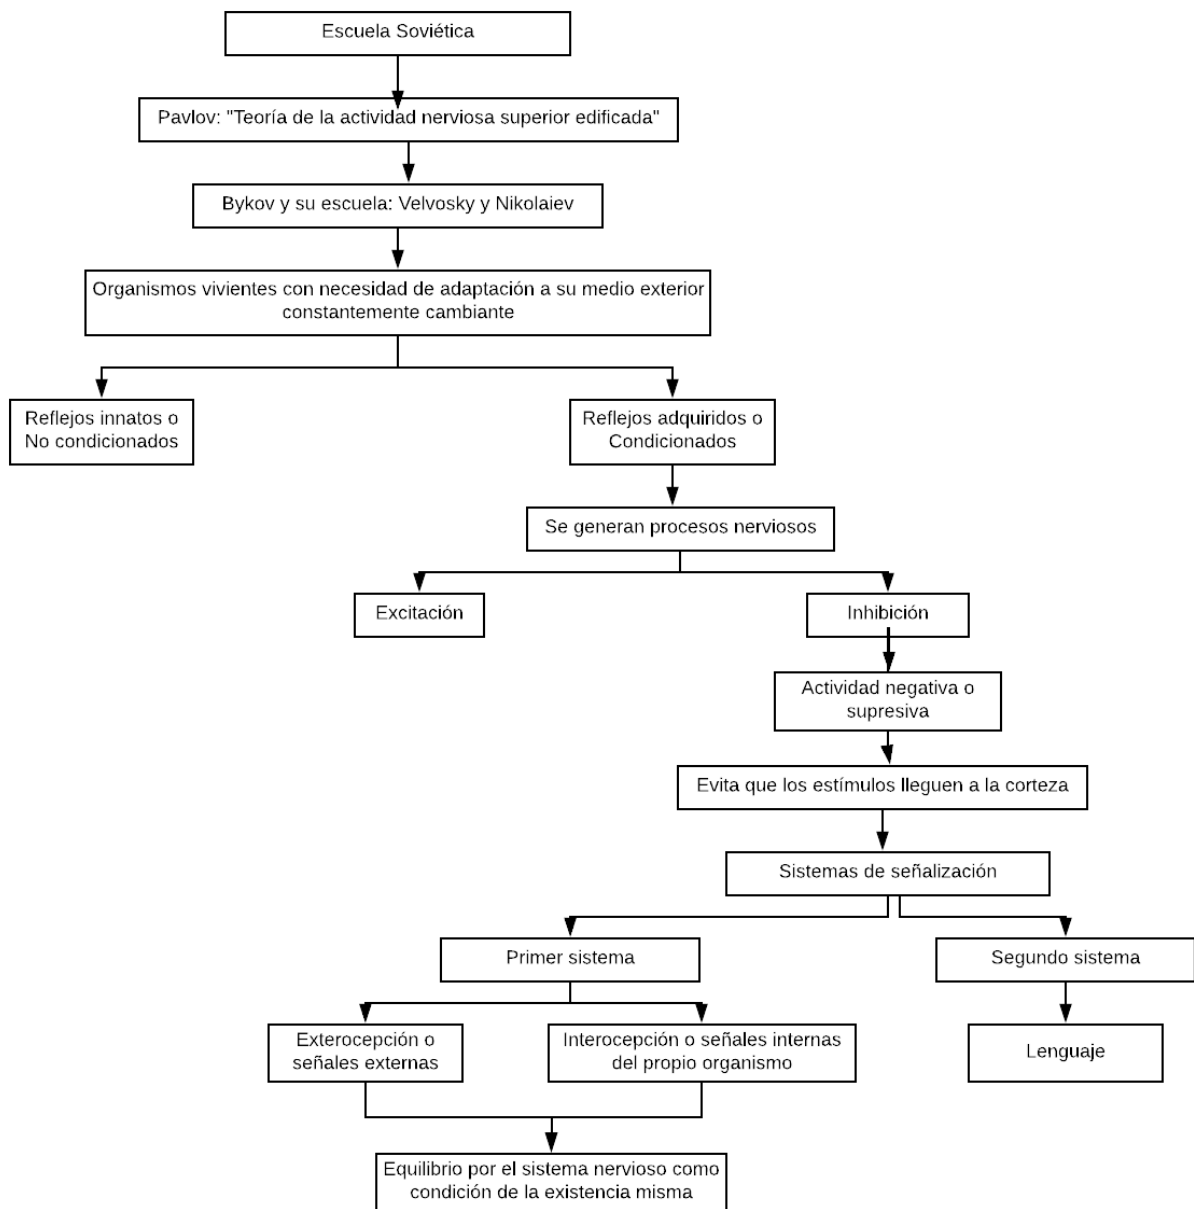 Escuela Soviética
Pavlov: "Teoría de la actividad nerviosa superior edificada"
Bykov y su escuela: Velvosky y Nikolaiev
Organismos vivientes con necesidad de adaptación a su medio exterior
constantemente cambiante
Reflejos innatos o
No condicionados
Reflejos adquiridos o
Condicionados
Se generan procesos nerviosos
Excitación
Inhibición
Actividad negativa o
supresiva
Evita que los estímulos lleguen a la corteza
Sistemas de señalización
Primer sistema
Segundo sistema
Exterocepción o
señales externas
Interocepción o señales internas
del propio organismo
Lenguaje
Equilibrio por el sistema nervioso como
condición de la existencia misma